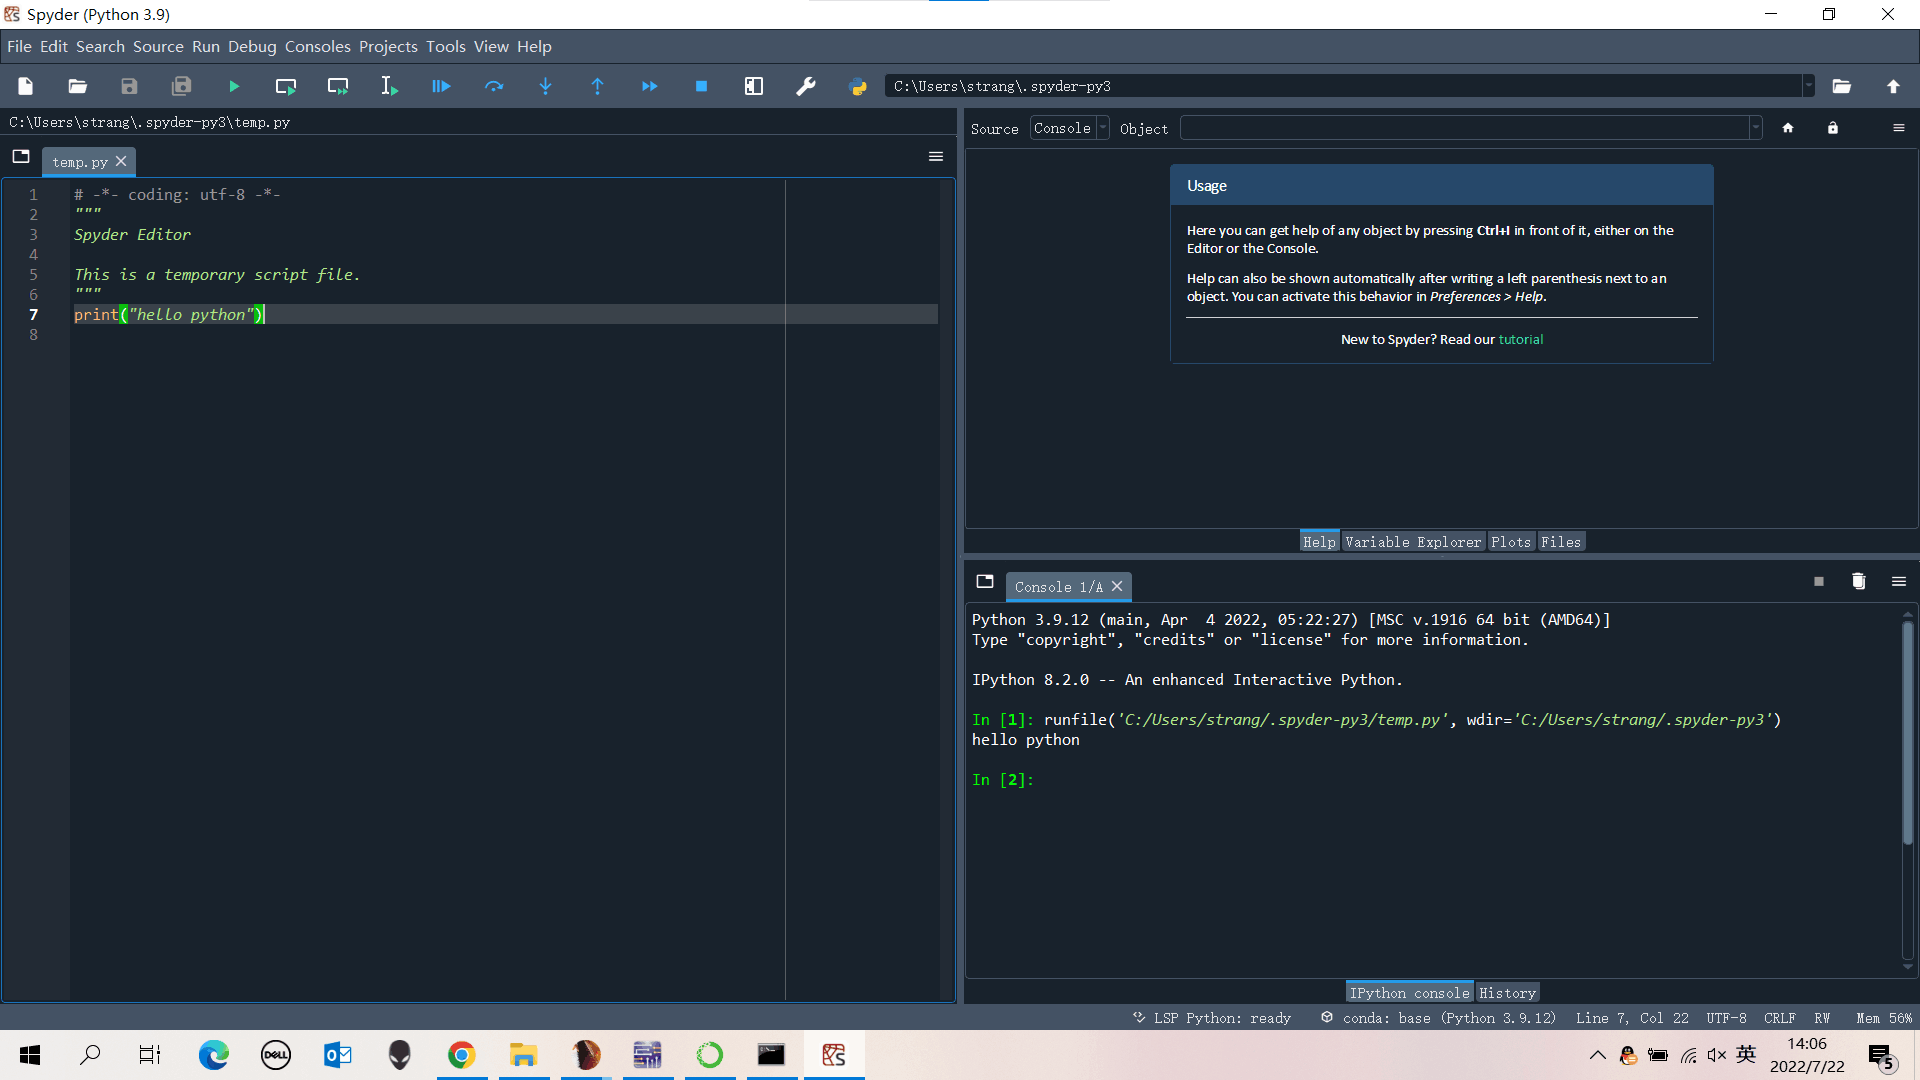 Spyder (Python 3.9)
File Edit Search Source Run Debug Consoles Projects Tools View Help
C:\Users\strang\.spyder-py3
C:\Users\strang\.spyder-py3\temp.py
temp.py
1 # -*- coding: utf-8 -*-
2 """
3 Spyder Editor
4
5 This is a temporary script file.
6 """
7 print("hello python")
8
Source Console Object
Usage
Here you can get help of any object by pressing Ctrl+I in front of it, either on the
Editor or the Console.
Help can also be shown automatically after writing a left parenthesis next to an
object. You can activate this behavior in Preferences > Help.
New to Spyder? Read our tutorial
Help Variable Explorer Plots Files
Console 1/A
Python 3.9.12 (main, Apr  4 2022, 05:22:27) [MSC v.1916 64 bit (AMD64)]
Type "copyright", "credits" or "license" for more information.
IPython 8.2.0 -- An enhanced Interactive Python.
In [1]: runfile('C:/Users/strang/.spyder-py3/temp.py', wdir='C:/Users/strang/.spyder-py3')
hello python
In [2]:
IPython console History
LSP Python: ready conda: base (Python 3.9.12) Line 7, Col 22 UTF-8 CRLF RW Mem 56%
DELL
英
14:06
2022/7/22
5